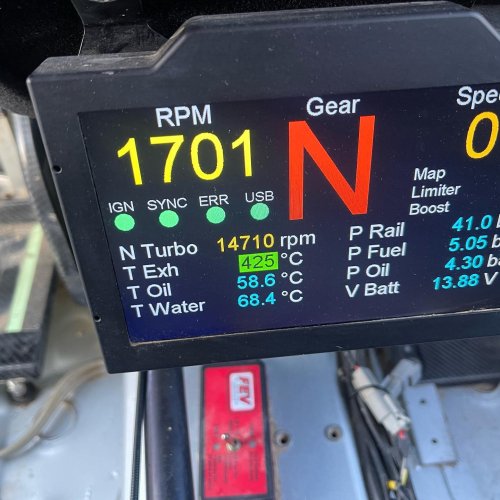 RPM Gear
1701 N 0
IGN SYNC ERR USB
Map
Limiter
Boost
N Turbo 14710 rpm
T Exh 425 °C
T Oil 58.6 °C
T Water 68.4 °C
P Rail 41.0
P Fuel 5.05
P Oil 4.30
V Batt 13.88 V
FEV